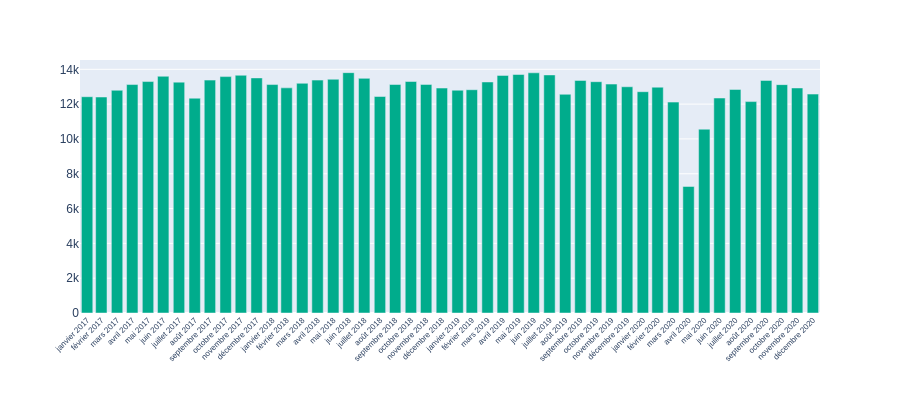 14k
12k
10k
8k
6k
4k
2k
0
janvier 2017
février 2017
mars 2017
avril 2017
mai 2017
juin 2017
juillet 2017
août 2017
septembre 2017
octobre 2017
novembre 2017
décembre 2017
janvier 2018
février 2018
mars 2018
avril 2018
mai 2018
juin 2018
juillet 2018
août 2018
septembre 2018
octobre 2018
novembre 2018
décembre 2018
janvier 2019
février 2019
mars 2019
avril 2019
mai 2019
juin 2019
juillet 2019
août 2019
septembre 2019
octobre 2019
novembre 2019
décembre 2019
janvier 2020
février 2020
mars 2020
avril 2020
mai 2020
juin 2020
juillet 2020
août 2020
septembre 2020
octobre 2020
novembre 2020
décembre 2020